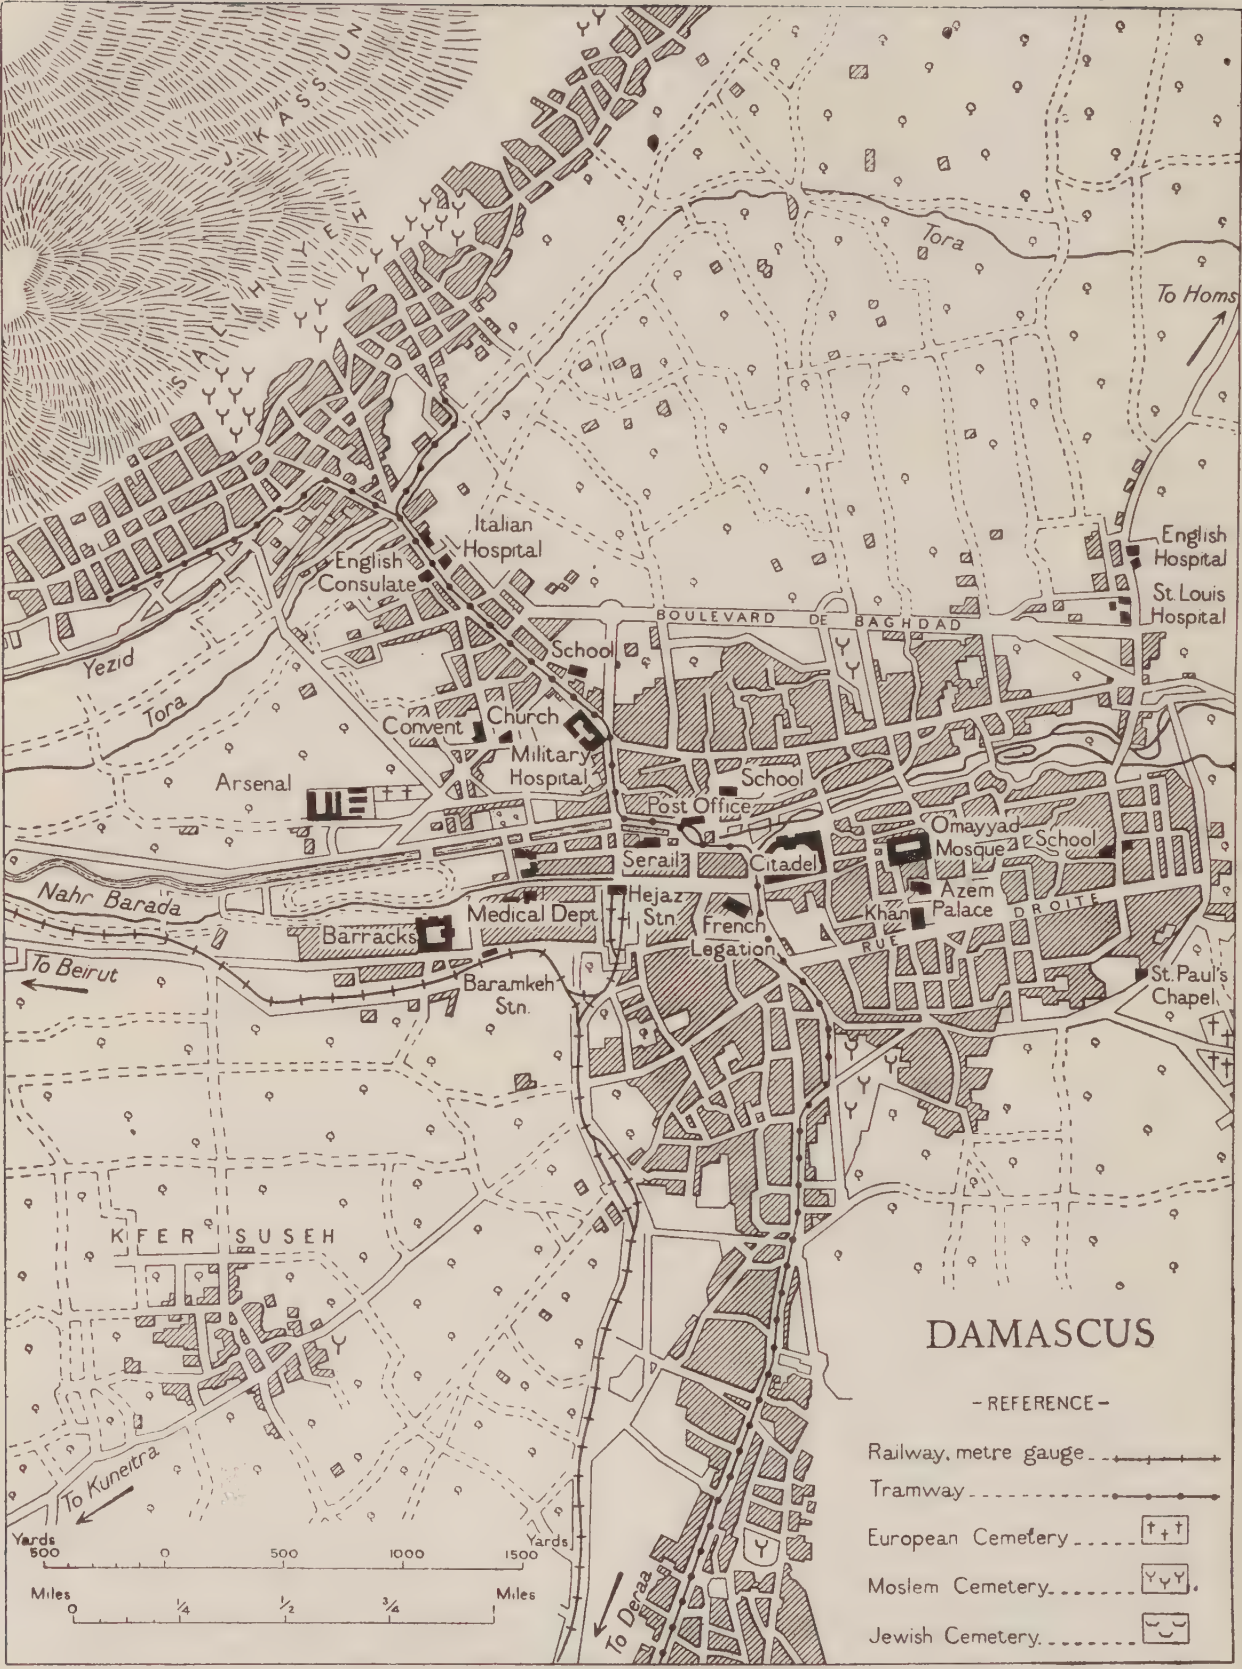 J. KASSIUN
SALIHIYEH
Tora
To Homs
Italian
Hospital
English
Consulate
English
Hospital
St. Louis
Hospital
BOULEVARD DE BAGHDAD
Yezid
Tora
School
Convent
Church
Military
Hospital
Arsenal
School
Post Office
Omayyad
Mosque
School
Serail
Citadel
Nahr Barada
Medical Dept
Hejaz
Stn.
Azem
Palace
Khan
RUE DROITE
French
Legation
Barracks
To Beirut
Baramkeh
Stn.
St. Paul's
Chapel
KFER SUSEH
To Kuneitra
To Deraa
DAMASCUS
-REFERENCE-
Railway, metre gauge
Tramway
European Cemetery
Moslem Cemetery
Jewish Cemetery
Yards Yards
500 0 500 1000 1500
Miles Miles
0 1/4 1/2 3/4